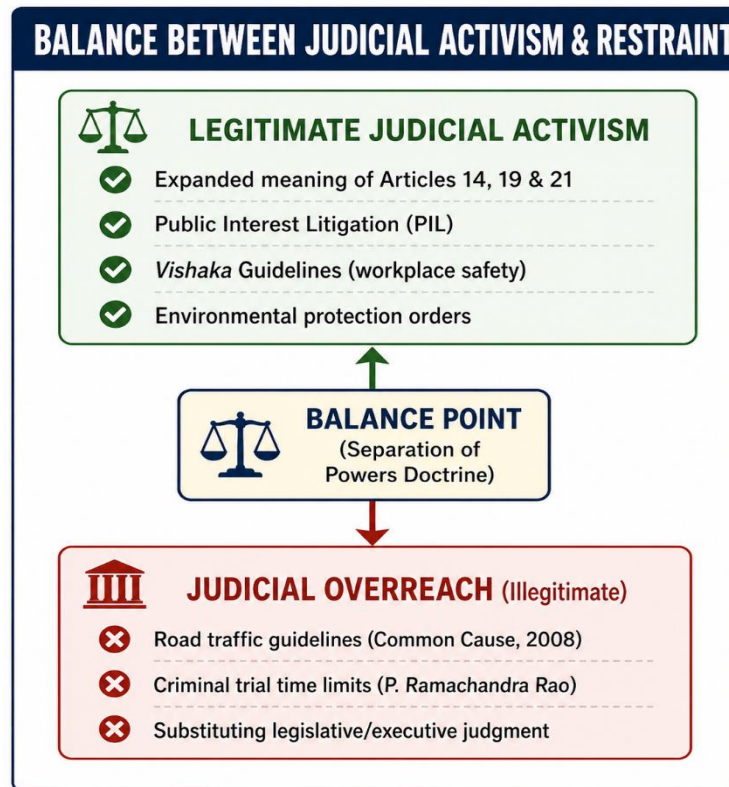 BALANCE BETWEEN JUDICIAL ACTIVISM & RESTRAINT
LEGITIMATE JUDICIAL ACTIVISM
Expanded meaning of Articles 14, 19 & 21
Public Interest Litigation (PIL)
Vishaka Guidelines (workplace safety)
Environmental protection orders
BALANCE POINT
(Separation of
Powers Doctrine)
JUDICIAL OVERREACH (Illegitimate)
Road traffic guidelines (Common Cause, 2008)
Criminal trial time limits (P. Ramachandra Rao)
Substituting legislative/executive judgment